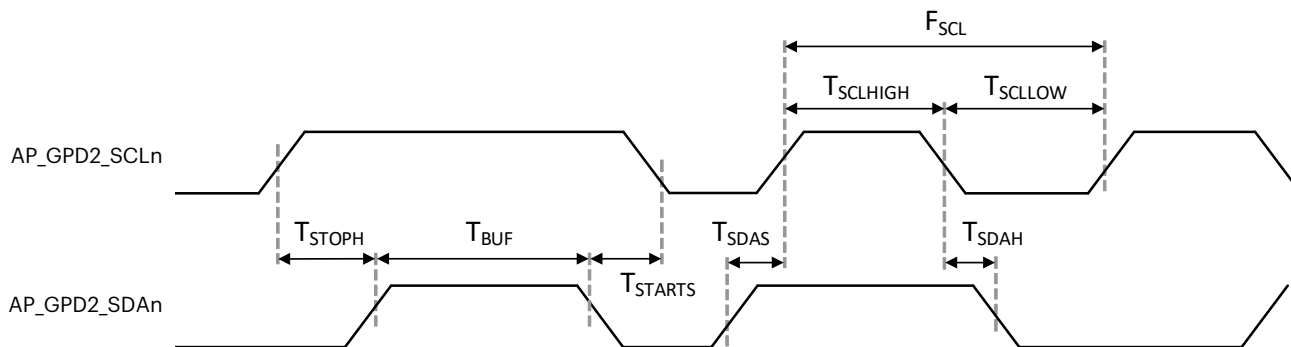 FSCL
TSCLHIGH TSCLLOW
AP_GPD2_SCLn
TSTOPH TBUF TSDAS TSDAH
TSTARTS
AP_GPD2_SDAn